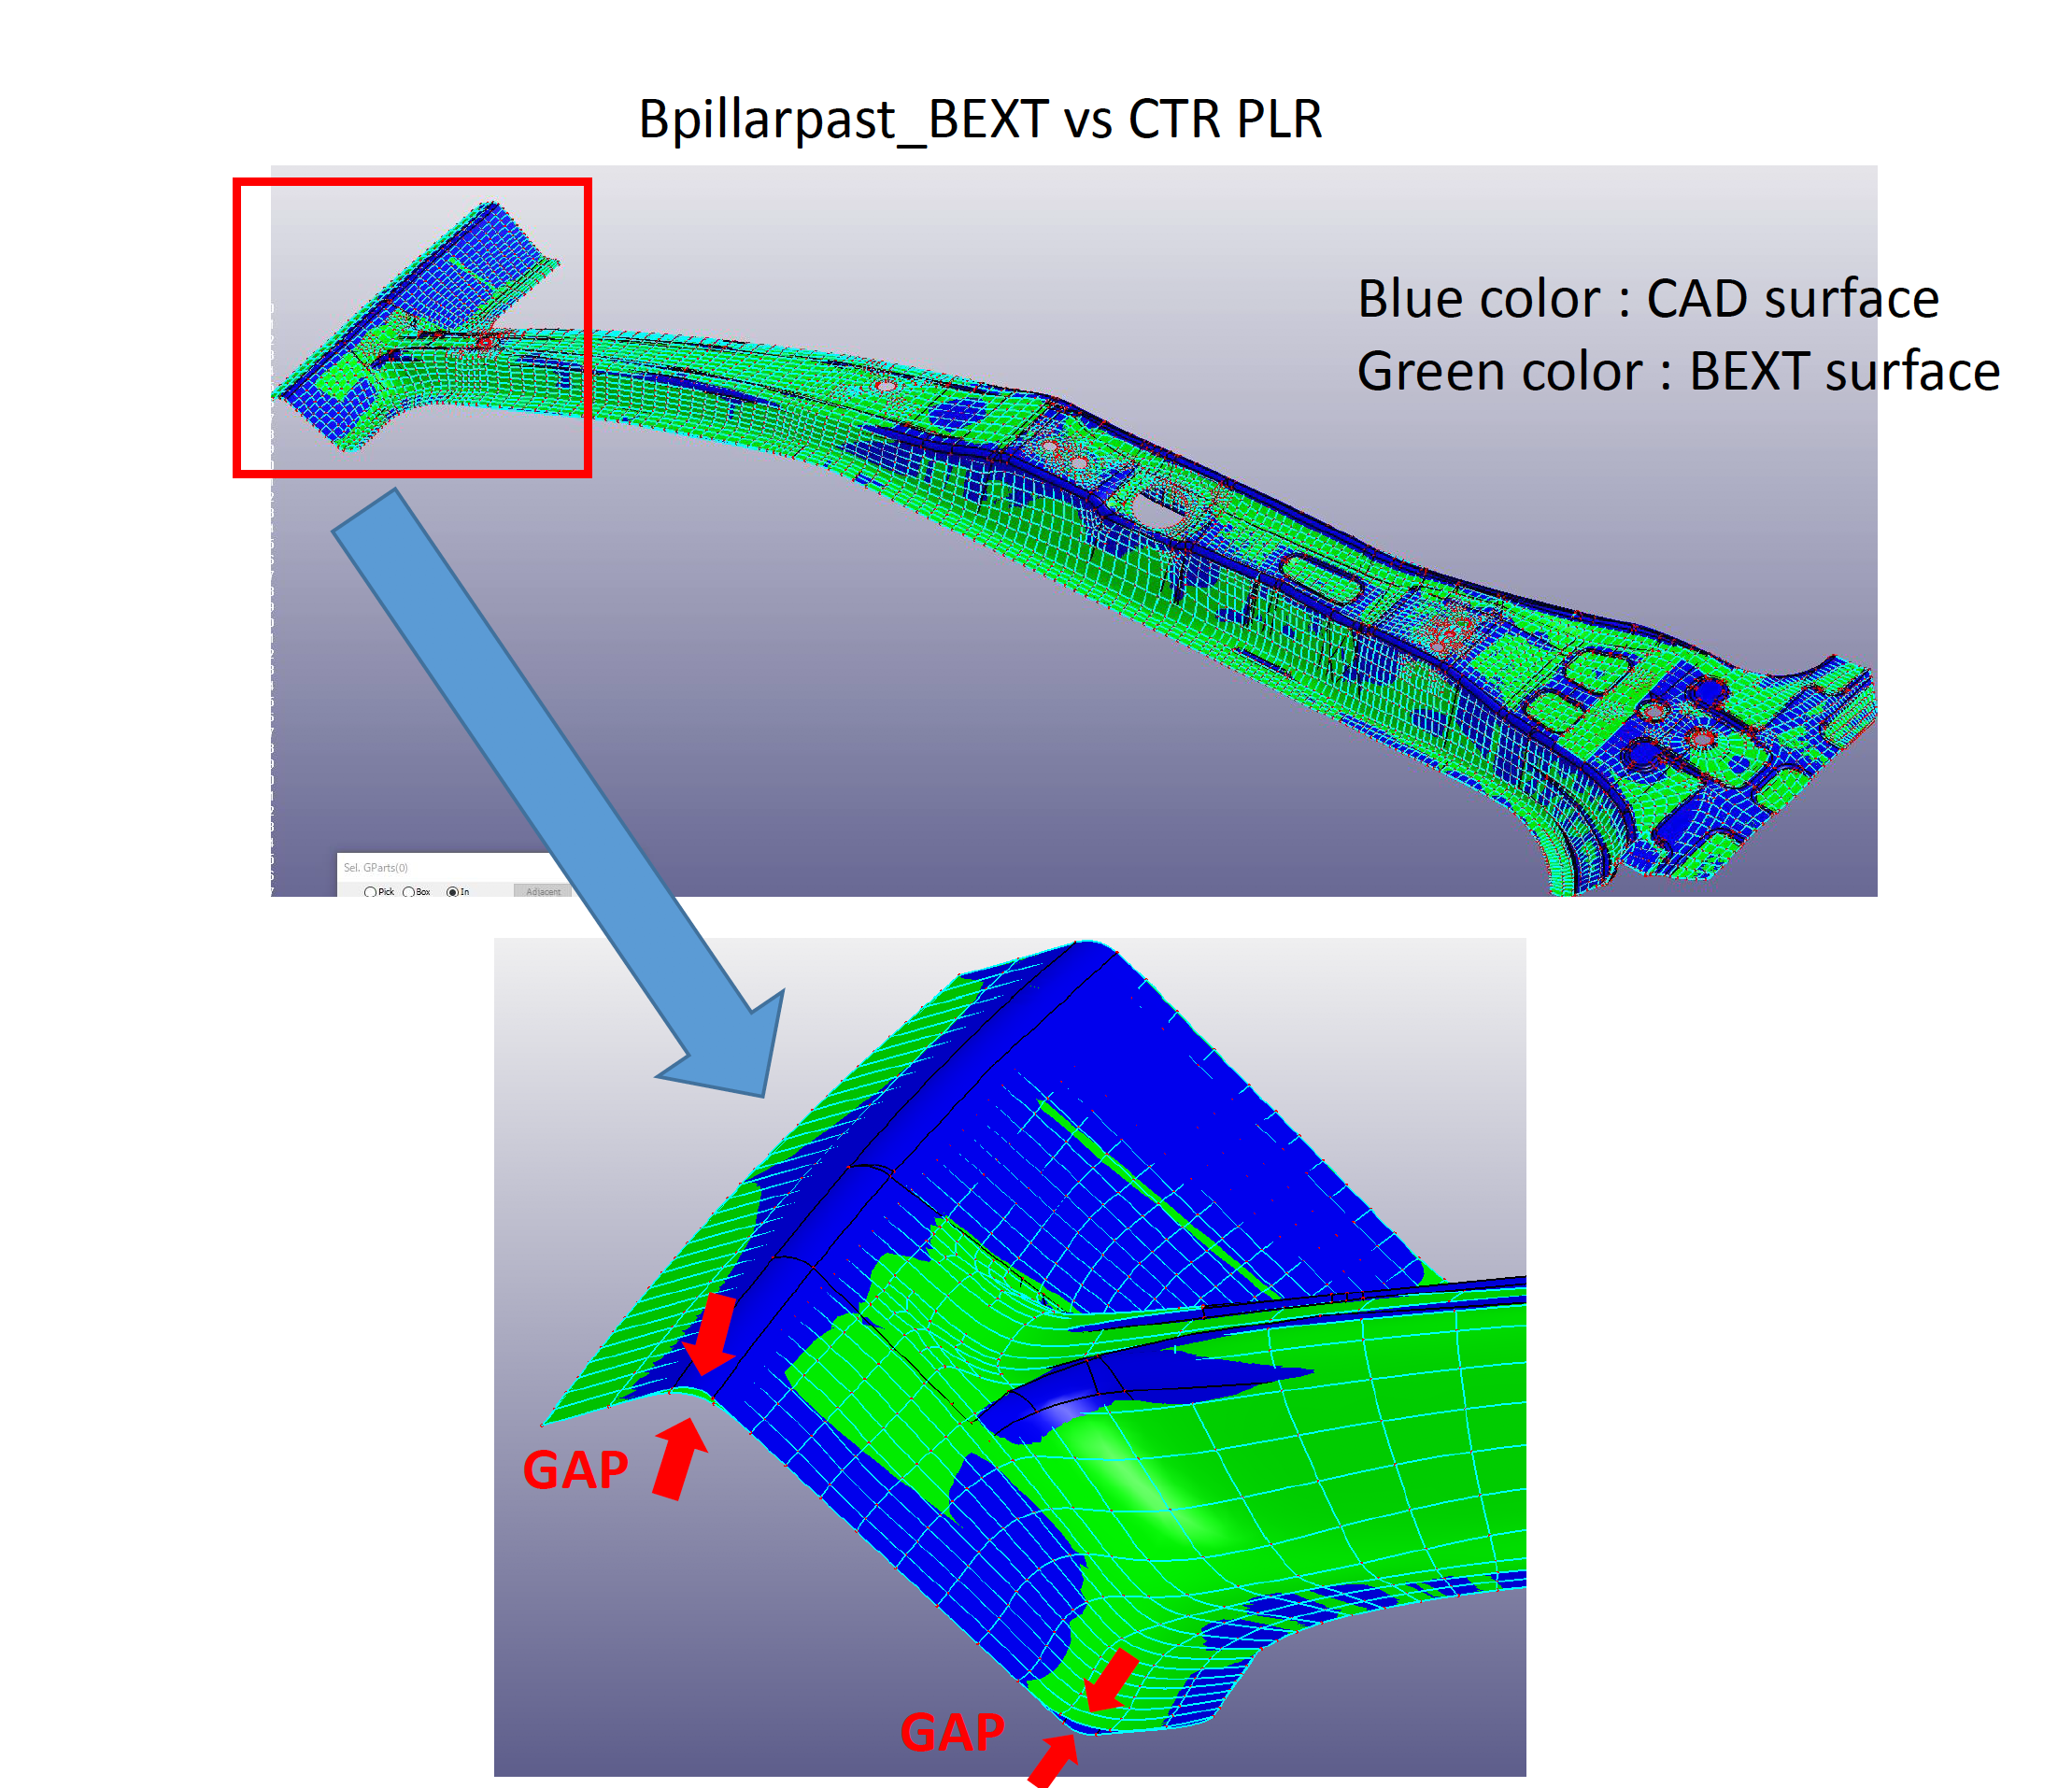 Bpillarpast_BEXT vs CTR PLR
Blue color : CAD surface
Green color : BEXT surface
Sel. GParts(0)
Pick Box In Adjacent
GAP
GAP